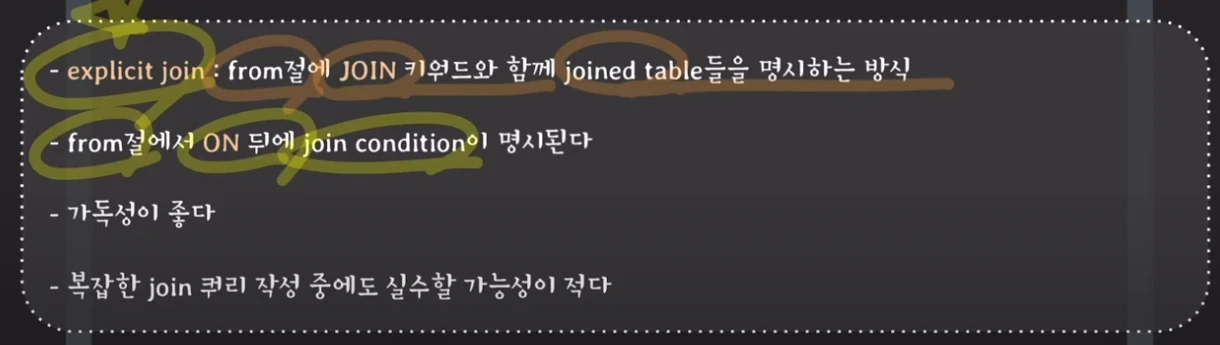 - explicit join : from절에 JOIN 키워드와 함께 joined table들을 명시하는 방식
- from절에서 ON 뒤에 join condition이 명시된다
- 가독성이 좋다
- 복잡한 join 쿼리 작성 중에도 실수할 가능성이 적다